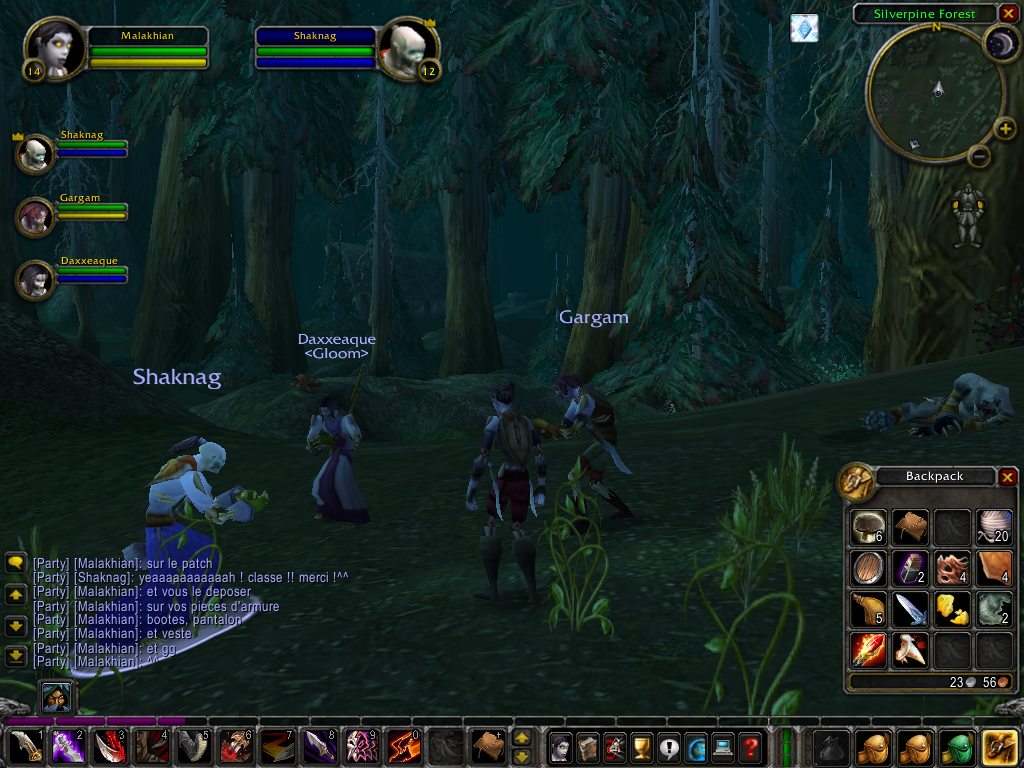 Malakhian
Shaknag
Silverpine Forest
N
14
12
Shaknag
Gargam
Daxxeaque
Gargam
Daxxeaque
<Gloom>
Shaknag
Backpack
6
20
2
4
4
5
2
23 56
[Party] [Malakhian]: sur le patch
[Party] [Shaknag]: yeaaaaaaaaaaah ! classe !! merci !^^
[Party] [Malakhian]: et vous le deposer
[Party] [Malakhian]: sur vos pieces d'armure
[Party] [Malakhian]: bootes, pantalon
[Party] [Malakhian]: et veste
[Party] [Malakhian]: et gg
[Party] [Malakhian]: ^^
1 2 3 4 5 6 7 8 9 0 +